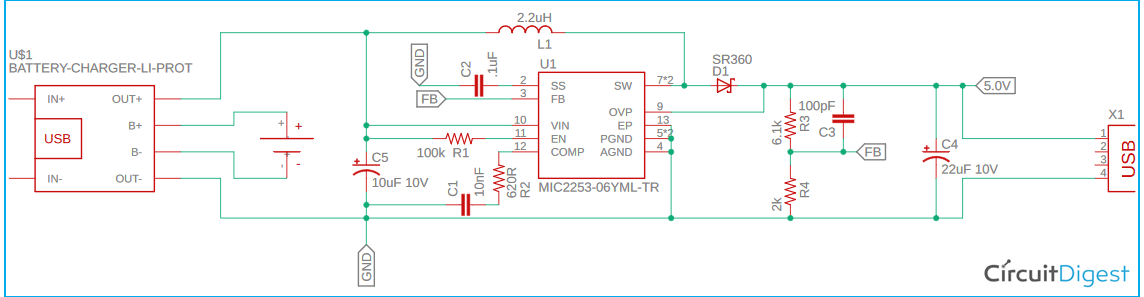 U$1
BATTERY-CHARGER-LI-PROT
IN+
OUT+
B+
B-
IN-
OUT-
USB
+
+
-
-
2.2uH
L1
GND
C2
.1uF
FB
100k
R1
+
C5
10uF 10V
C1
10nF
620R
R2
GND
U1
2
3
10
11
12
SS
FB
VIN
EN
COMP
SW
OVP
EP
PGND
AGND
7*2
9
13
5*2
4
MIC2253-06YML-TR
SR360
D1
6.1k
R3
100pF
C3
FB
2k
R4
+
C4
22uF 10V
5.0V
X1
1
2
3
4
USB
CircuitDigest